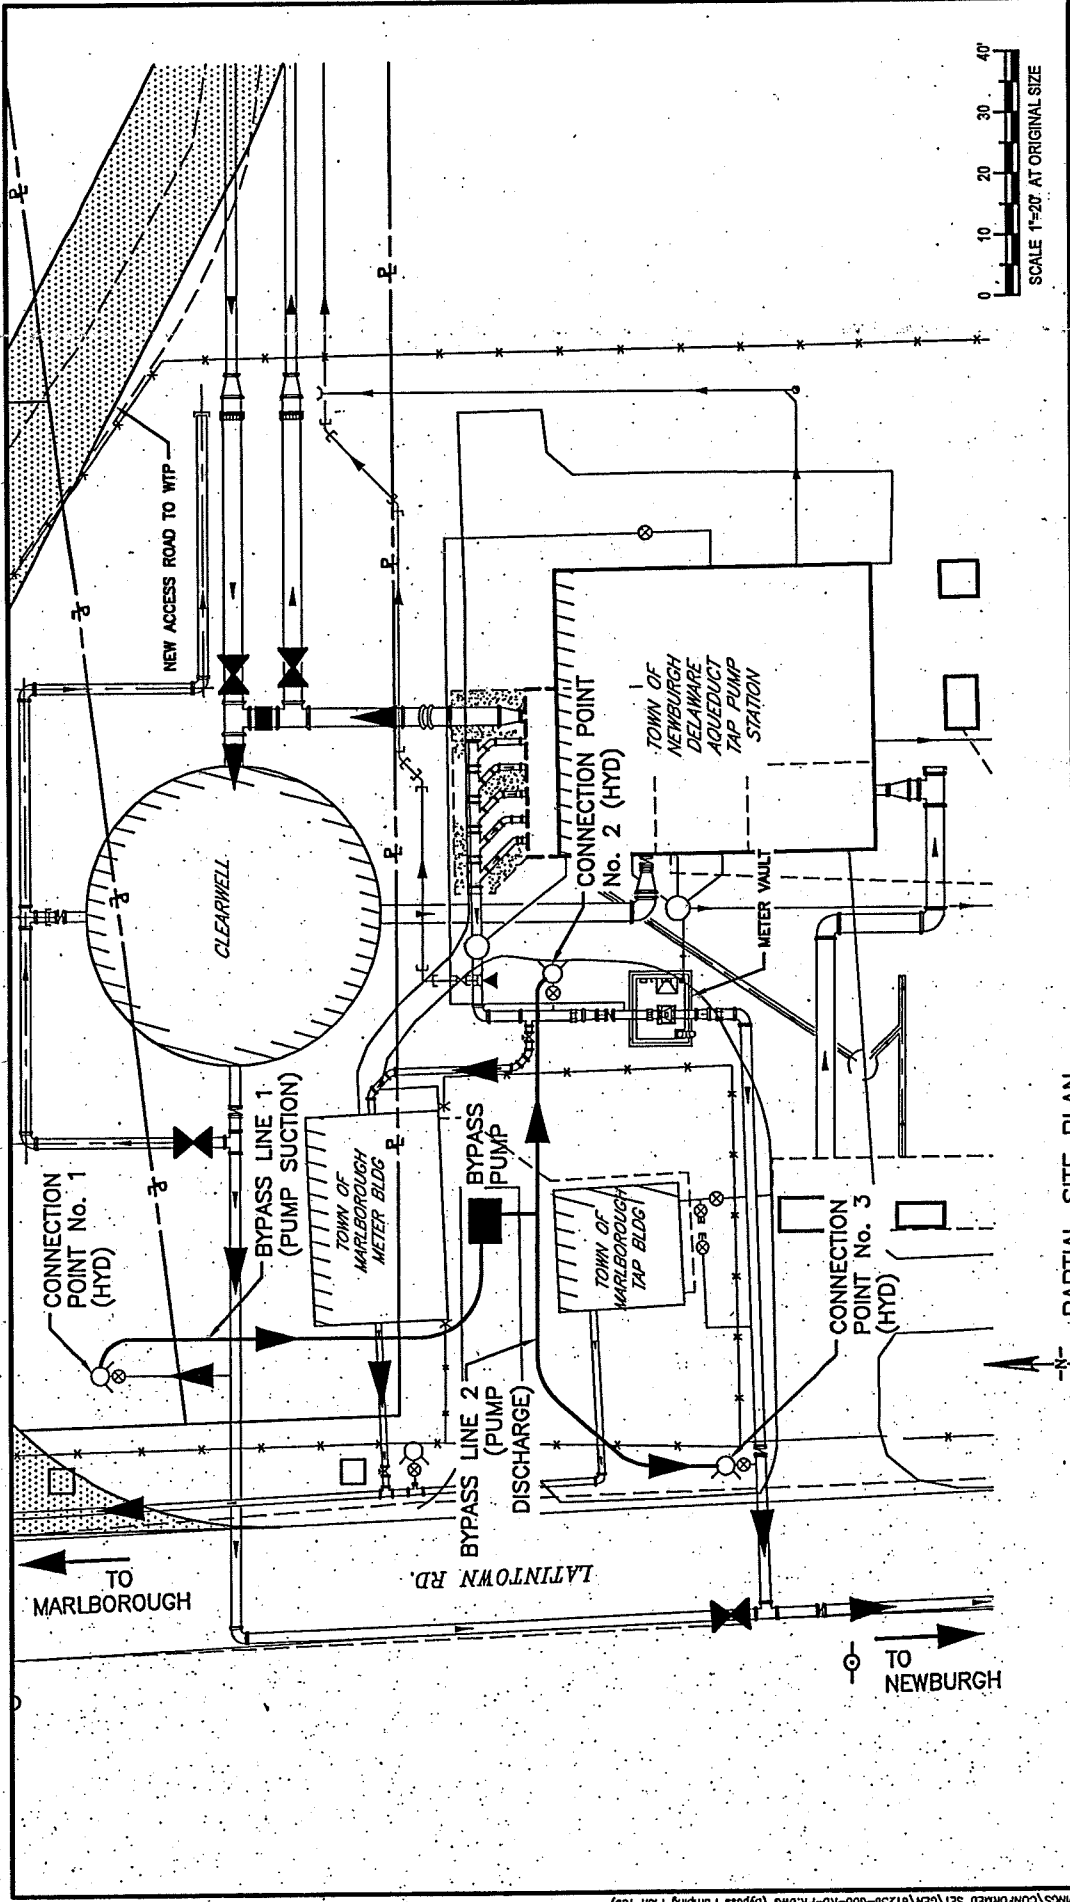 NEW ACCESS ROAD TO WTP
CLEARWELL
CONNECTION
POINT No. 1
(HYD)
BYPASS LINE 1
(PUMP SUCTION)
TOWN OF
MARLBOROUGH
METER BLDG
BYPASS
PUMP
CONNECTION POINT
No. 2 (HYD)
TOWN OF
NEWBURGH
DELAWARE
AQUEDUCT
TAP PUMP
STATION
METER VAULT
TOWN OF
MARLBOROUGH
TAP BLDG
CONNECTION
POINT No. 3
(HYD)
BYPASS LINE 2
(PUMP
DISCHARGE)
LATINTOWN RD.
TO
MARLBOROUGH
TO
NEWBURGH
0 10 20 30 40'
SCALE 1"=20' AT ORIGINAL SIZE
P
P
P
P
P
P
P
P
-N-
PARTIAL SITE PLAN